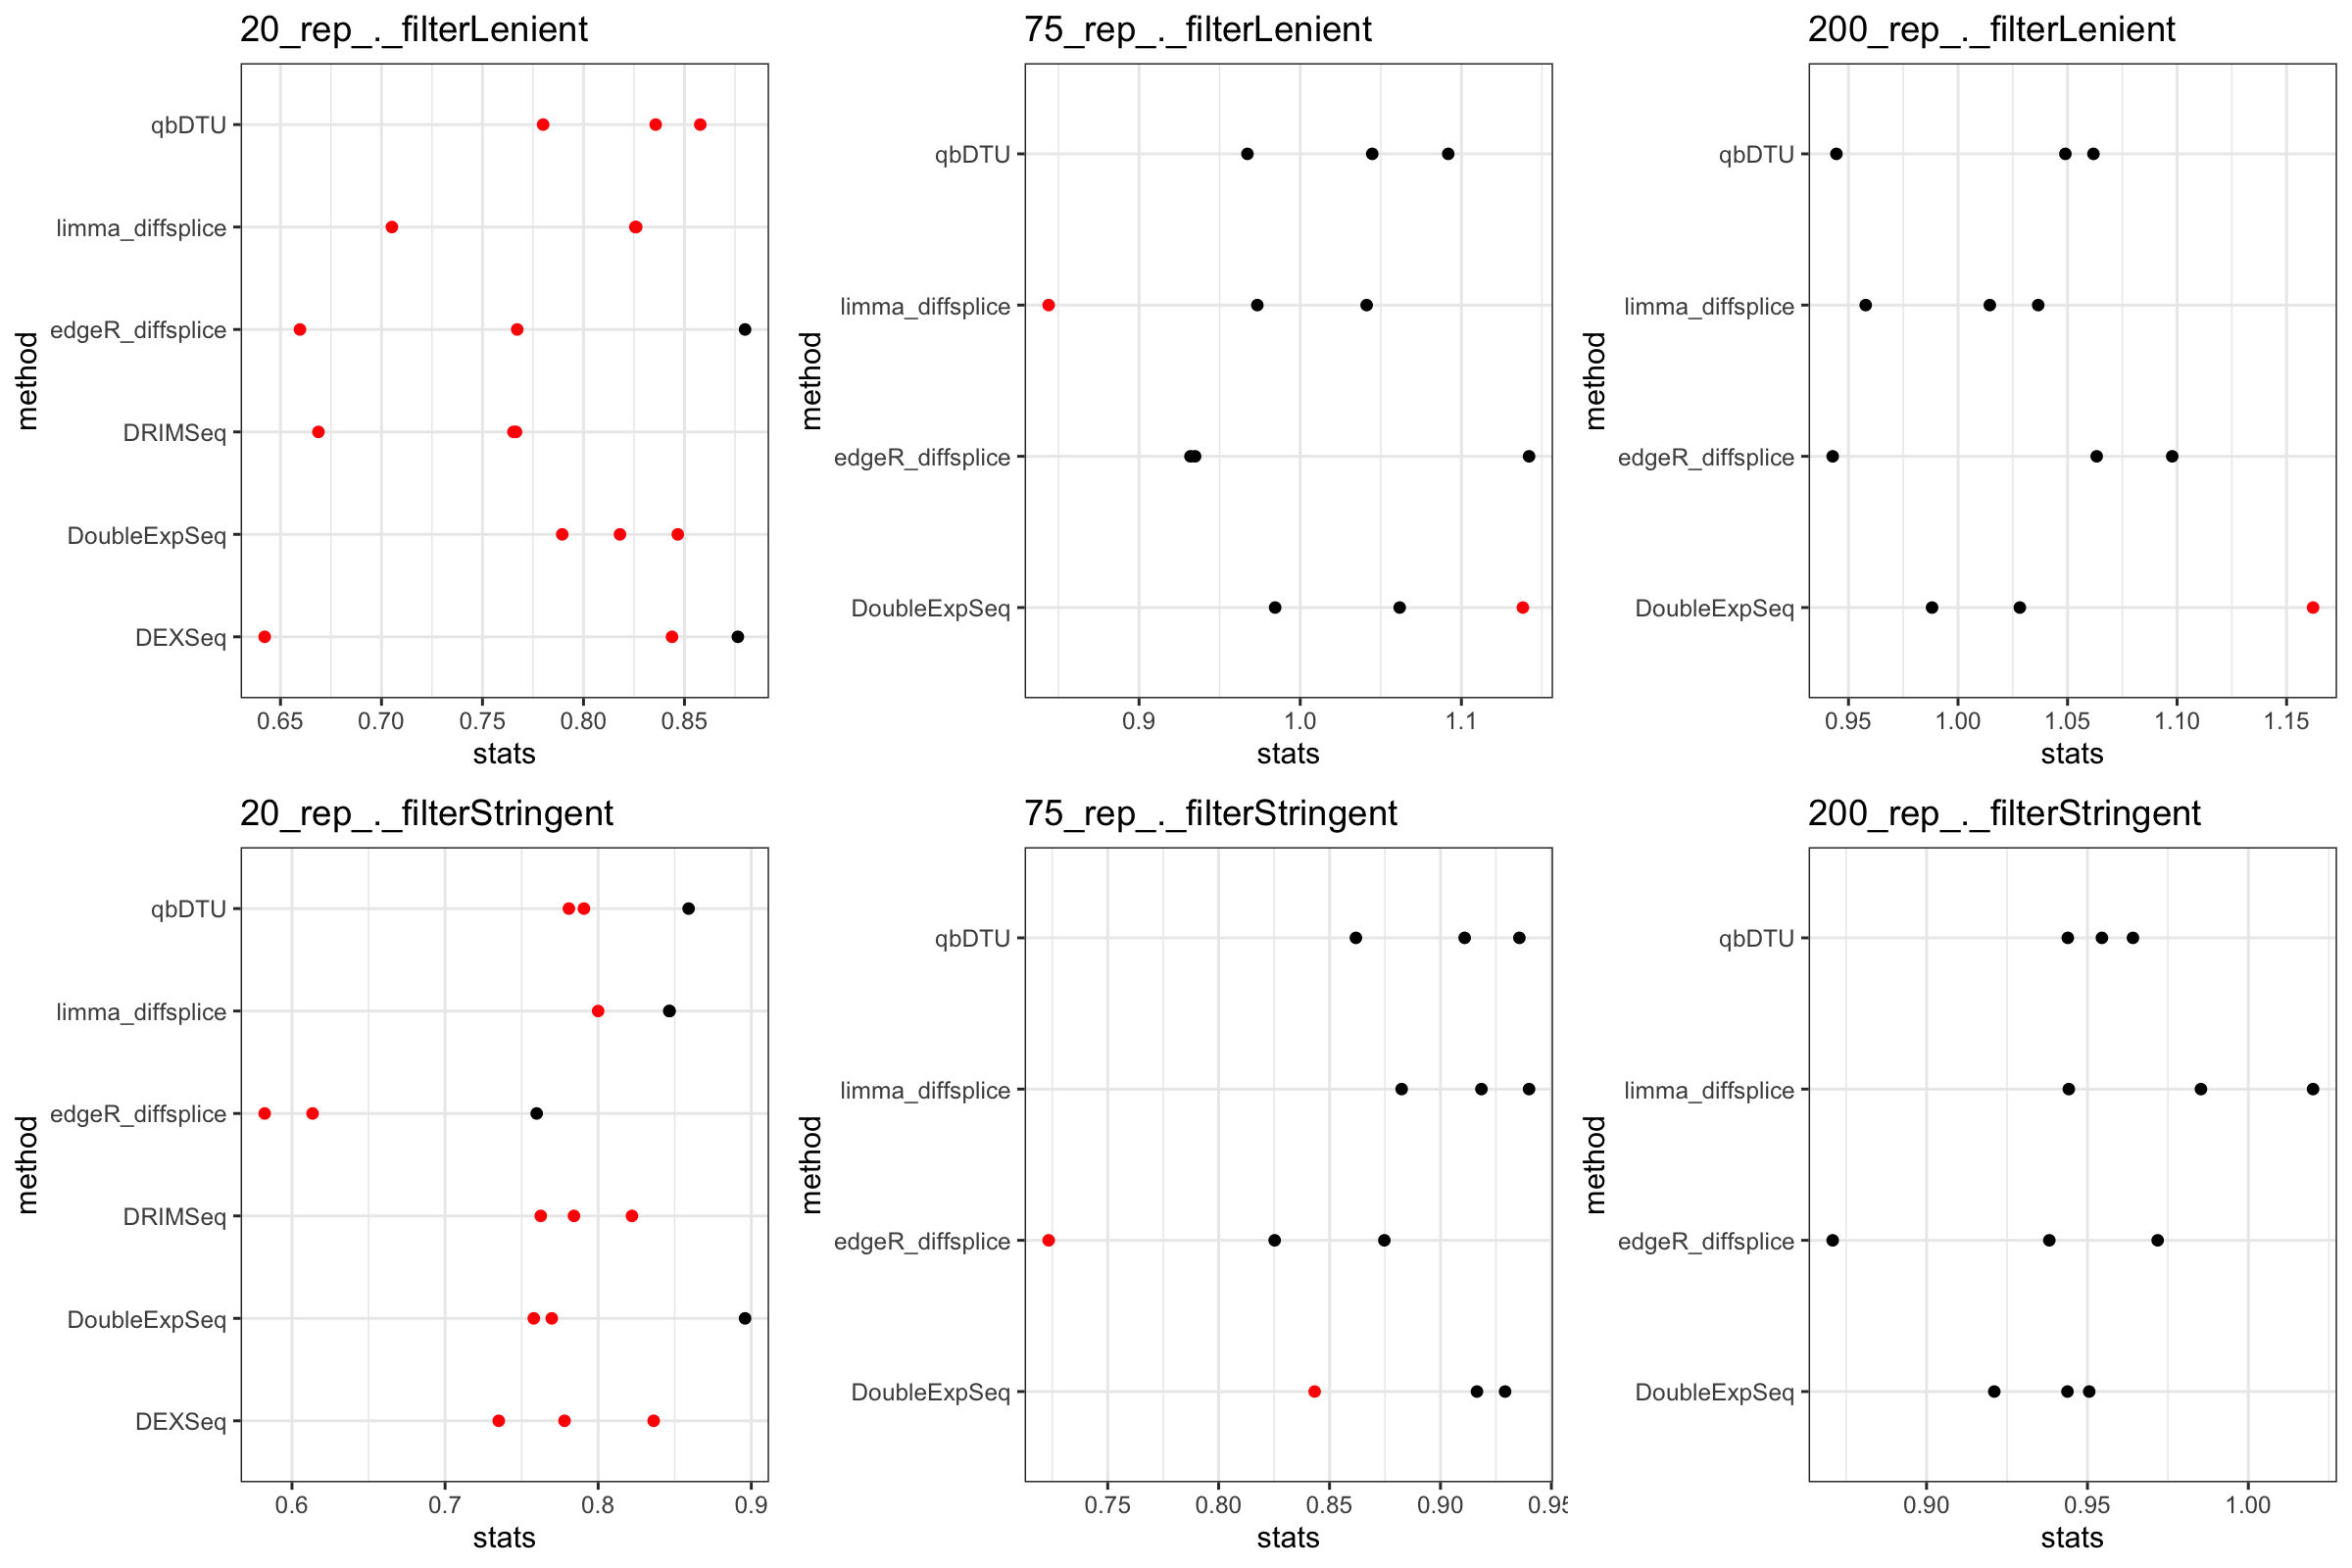 20_rep_._filterLenient
qbDTU
limma_diffsplice
edgeR_diffsplice
DRIMSeq
DoubleExpSeq
DEXSeq
method
0.65 0.70 0.75 0.80 0.85
stats
75_rep_._filterLenient
qbDTU
limma_diffsplice
edgeR_diffsplice
DoubleExpSeq
method
0.9 1.0 1.1
stats
200_rep_._filterLenient
qbDTU
limma_diffsplice
edgeR_diffsplice
DoubleExpSeq
method
0.95 1.00 1.05 1.10 1.15
stats
20_rep_._filterStringent
qbDTU
limma_diffsplice
edgeR_diffsplice
DRIMSeq
DoubleExpSeq
DEXSeq
method
0.6 0.7 0.8 0.9
stats
75_rep_._filterStringent
qbDTU
limma_diffsplice
edgeR_diffsplice
DoubleExpSeq
method
0.75 0.80 0.85 0.90 0.95
stats
200_rep_._filterStringent
qbDTU
limma_diffsplice
edgeR_diffsplice
DoubleExpSeq
method
0.90 0.95 1.00
stats